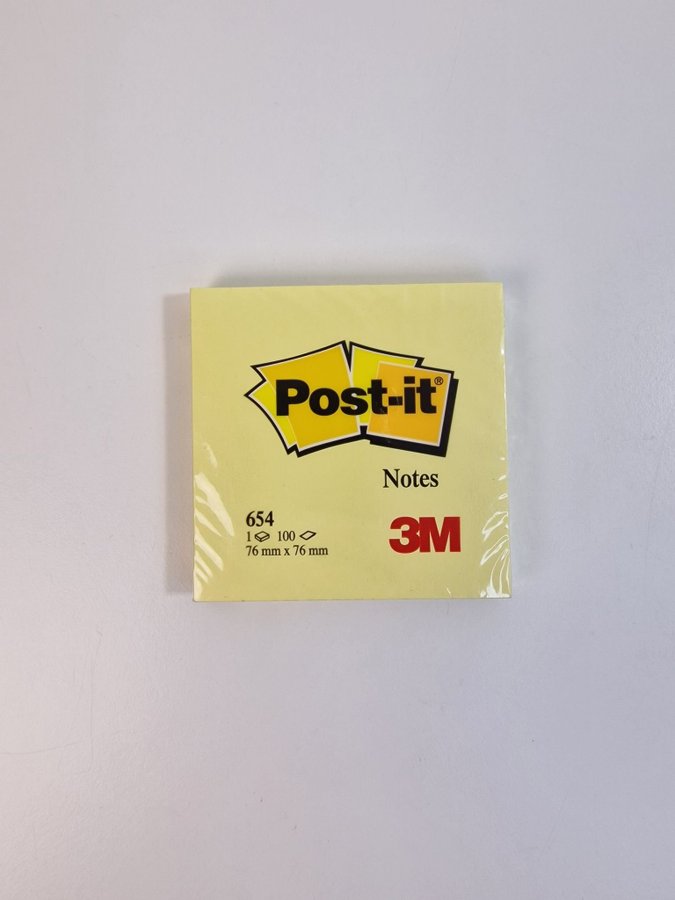 Post-it®
Notes
654
1 100
76 mm x 76 mm
3M